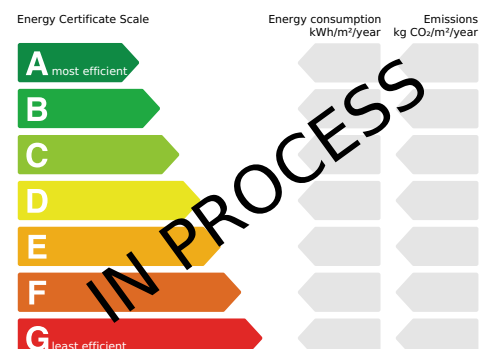 Energy Certificate Scale
Energy consumption
kWh/m²/year
Emissions
kg CO₂/m²/year
A most efficient
B
C
D
E
F
G least efficient
IN PROCESS